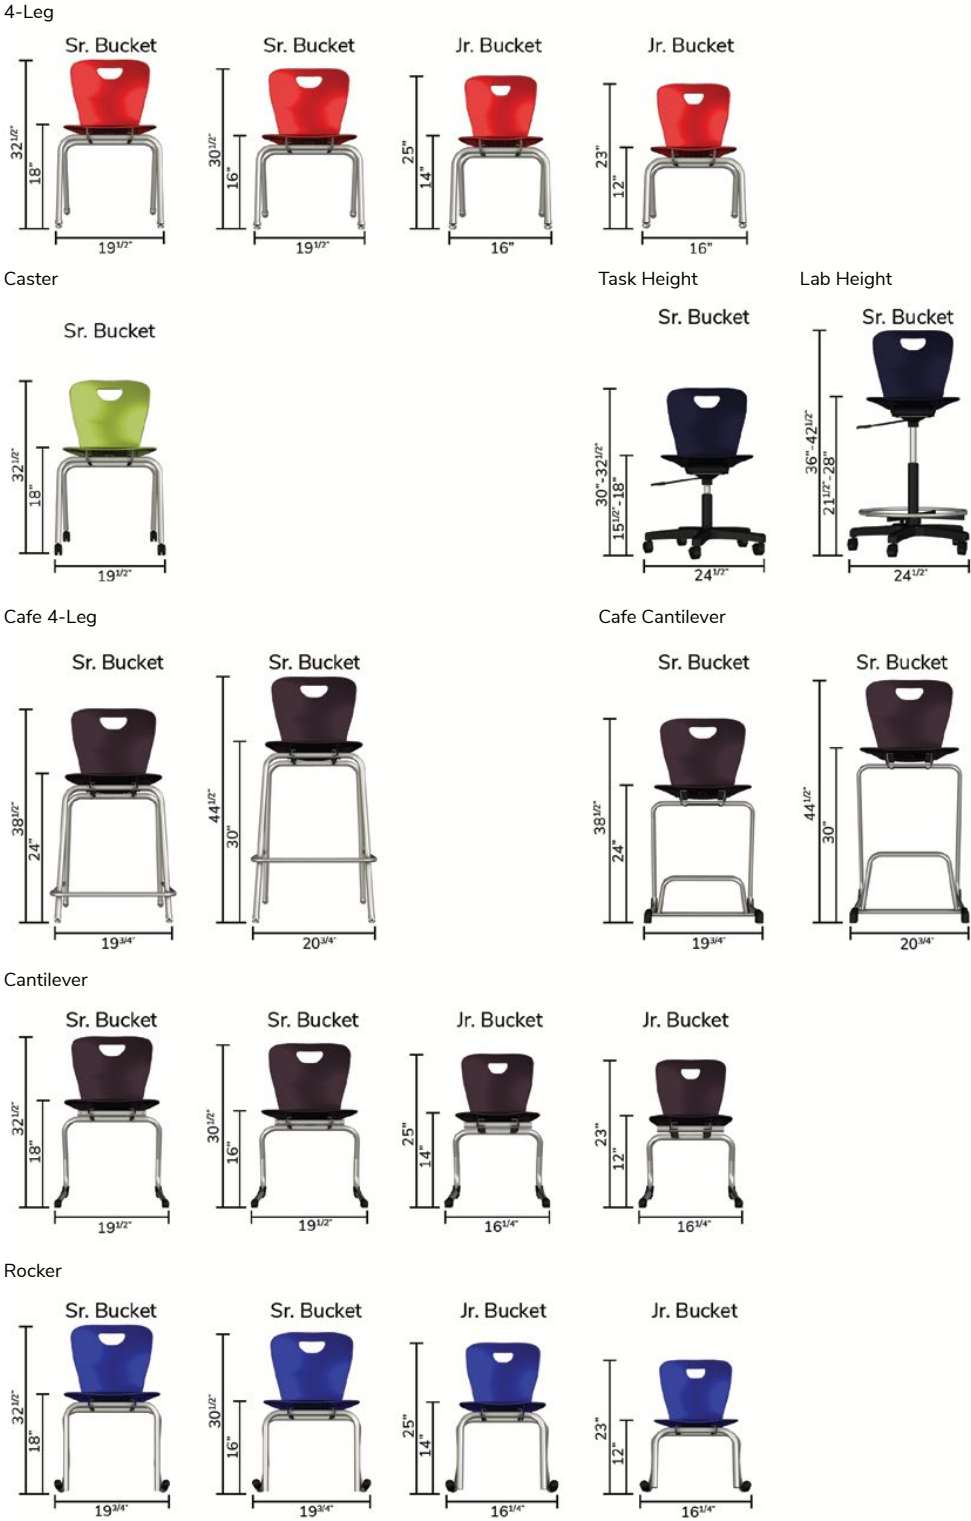 4-Leg
Sr. Bucket
32 1/2"
18"
19 1/2"
Sr. Bucket
30 1/2"
16"
19 1/2"
Jr. Bucket
25"
14"
16"
Jr. Bucket
23"
12"
16"
Caster
Sr. Bucket
32 1/2"
18"
19 1/2"
Task Height
Sr. Bucket
30"-32 1/2"
15 1/2"-18"
24 1/2"
Lab Height
Sr. Bucket
36"-42 1/2"
21 1/2"-28"
24 1/2"
Cafe 4-Leg
Sr. Bucket
38 1/2"
24"
19 3/4"
Sr. Bucket
44 1/2"
30"
20 3/4"
Cafe Cantilever
Sr. Bucket
38 1/2"
24"
19 3/4"
Sr. Bucket
44 1/2"
30"
20 3/4"
Cantilever
Sr. Bucket
32 1/2"
18"
19 1/2"
Sr. Bucket
30 1/2"
16"
19 1/2"
Jr. Bucket
25"
14"
16 1/4"
Jr. Bucket
23"
12"
16 1/4"
Rocker
Sr. Bucket
32 1/2"
18"
19 3/4"
Sr. Bucket
30 1/2"
16"
19 3/4"
Jr. Bucket
25"
14"
16 1/4"
Jr. Bucket
23"
12"
16 1/4"